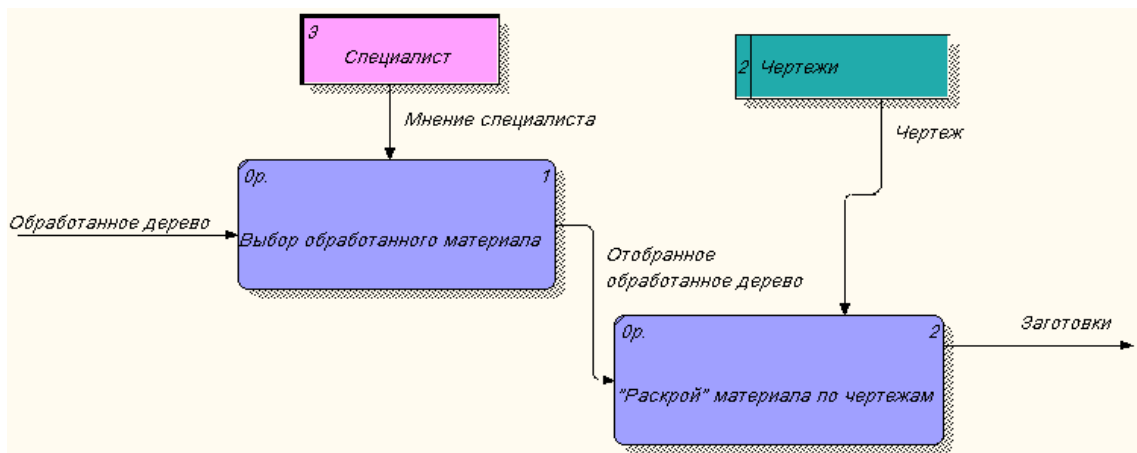 3
Специалист
2 Чертежи
Мнение специалиста
Чертеж
0р. 1
Обработанное дерево
Выбор обработанного материала
Отобранное
обработанное дерево
0р. 2
Заготовки
"Раскрой" материала по чертежам